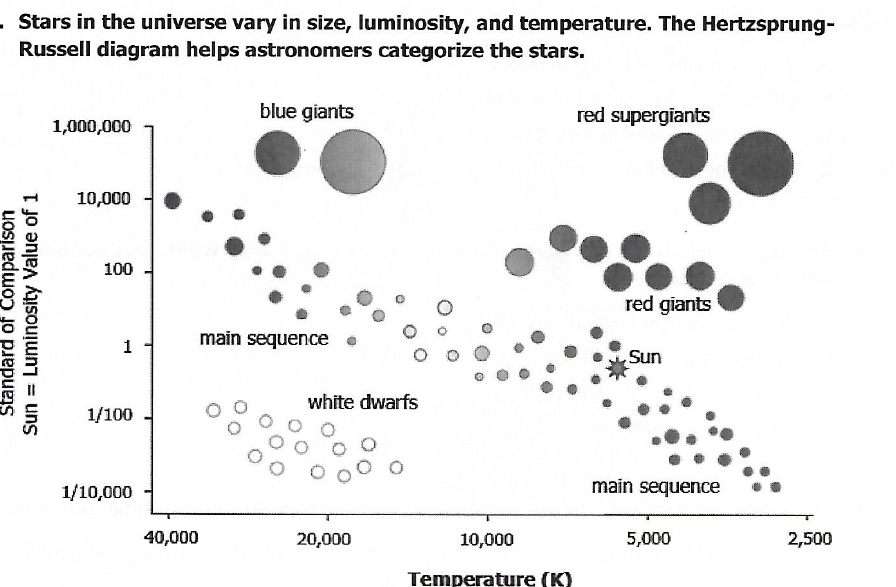 . Stars in the universe vary in size, luminosity, and temperature. The Hertzsprung-
Russell diagram helps astronomers categorize the stars.
blue giants
red supergiants
1,000,000
10,000
100
1
1/100
1/10,000
Standard of Comparison
Sun = Luminosity Value of 1
red giants
main sequence
Sun
white dwarfs
main sequence
40,000
20,000
10,000
5,000
2,500
Temperature (K)